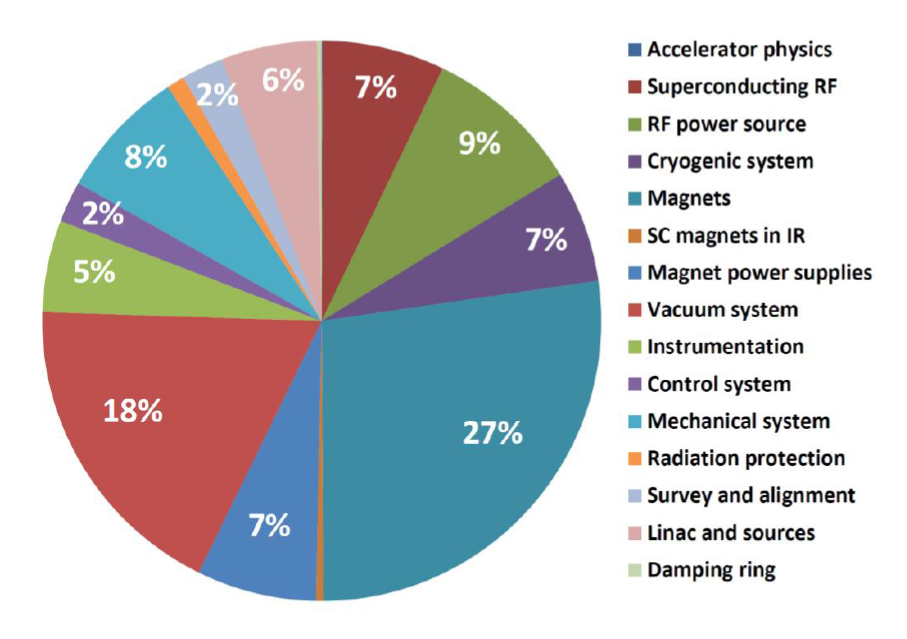 7%
9%
7%
27%
7%
18%
5%
2%
8%
2%
6%
Accelerator physics
Superconducting RF
RF power source
Cryogenic system
Magnets
SC magnets in IR
Magnet power supplies
Vacuum system
Instrumentation
Control system
Mechanical system
Radiation protection
Survey and alignment
Linac and sources
Damping ring